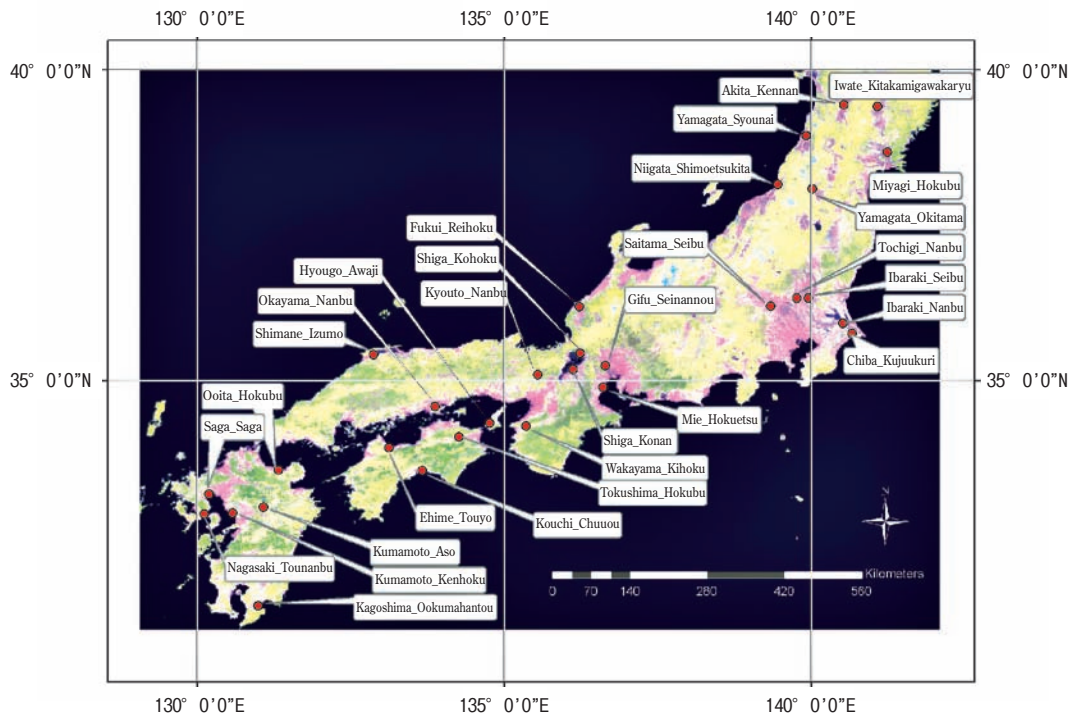 130° 0'0"E
135° 0'0"E
140° 0'0"E
40° 0'0"N
40° 0'0"N
Akita_Kennan
Iwate_Kitakamigawakaryu
Yamagata_Syounai
Niigata_Shimoetsukita
Miyagi_Hokubu
Yamagata_Okitama
Fukui_Reihoku
Saitama_Seibu
Tochigi_Nanbu
Shiga_Kohoku
Hyougo_Awaji
Ibaraki_Seibu
Kyouto_Nanbu
Gifu_Seinannou
Okayama_Nanbu
Ibaraki_Nanbu
Shimane_Izumo
Chiba_Kujuukuri
35° 0'0"N
35° 0'0"N
Ooita_Hokubu
Mie_Hokuetsu
Saga_Saga
Shiga_Konan
Wakayama_Kihoku
Tokushima_Hokubu
N
Ehime_Touyo
Kouchi_Chuuou
Kumamoto_Aso
Nagasaki_Tounanbu
Kumamoto_Kenhoku
Kilometers
0 70 140 280 420 560
Kagoshima_Ookumahantou
130° 0'0"E
135° 0'0"E
140° 0'0"E